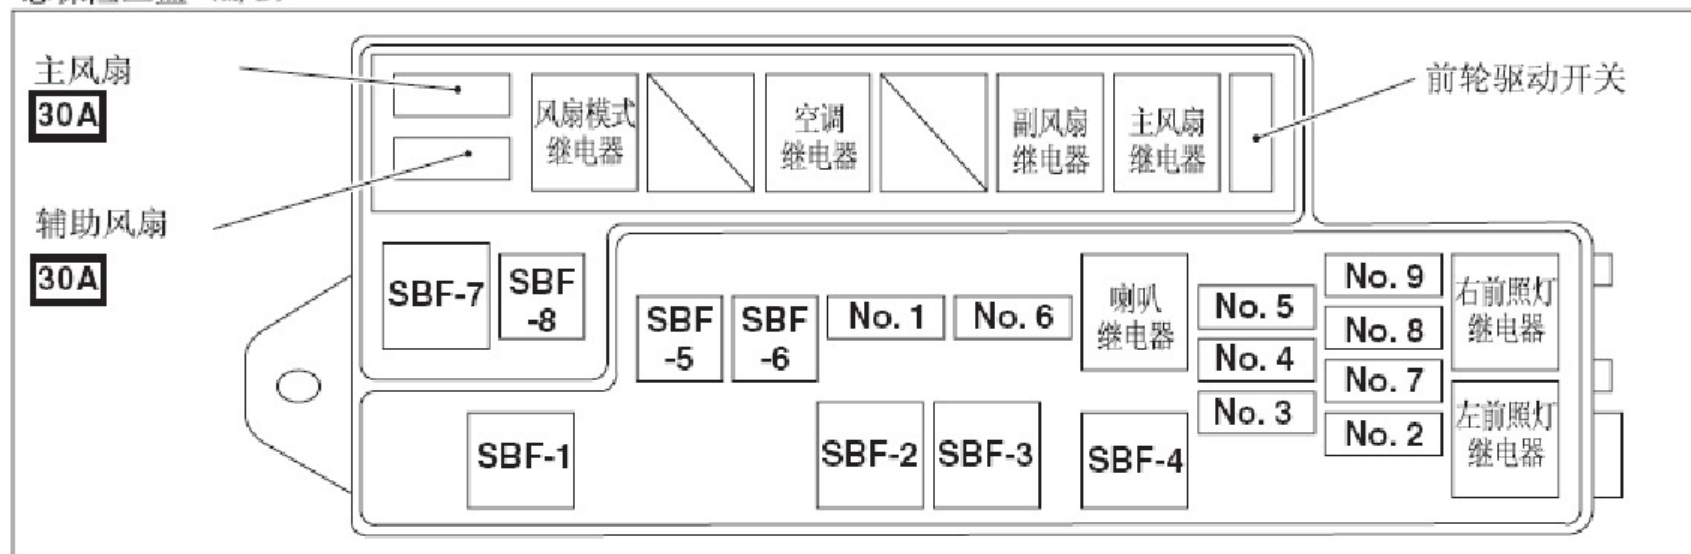 主风扇
30A
辅助风扇
30A
风扇模式
继电器
空调
继电器
副风扇
继电器
主风扇
继电器
前轮驱动开关
SBF-7
SBF
-8
SBF
-5
SBF
-6
No. 1
No. 6
喇叭
继电器
No. 5
No. 4
No. 3
No. 9
No. 8
No. 7
No. 2
右前照灯
继电器
左前照灯
继电器
SBF-1
SBF-2
SBF-3
SBF-4